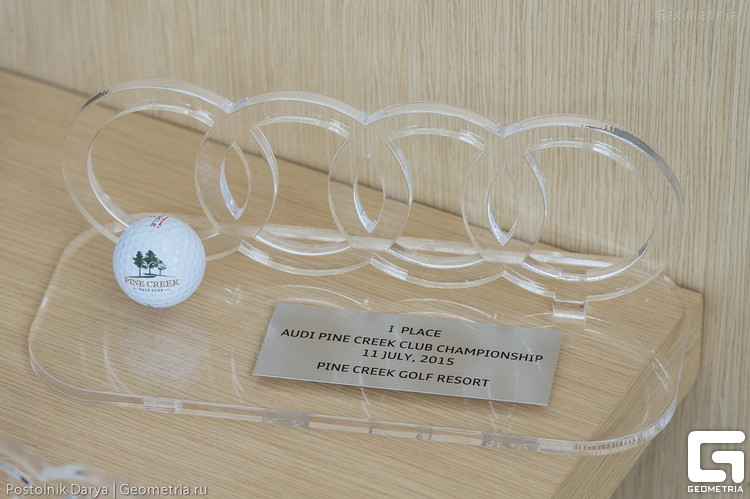 Geometria
PINE CREEK
GOLF CLUB
I PLACE
AUDI PINE CREEK CLUB CHAMPIONSHIP
11 JULY, 2015
PINE CREEK GOLF RESORT
Postolnik Darya | Geometria.ru
GEOMETRIA